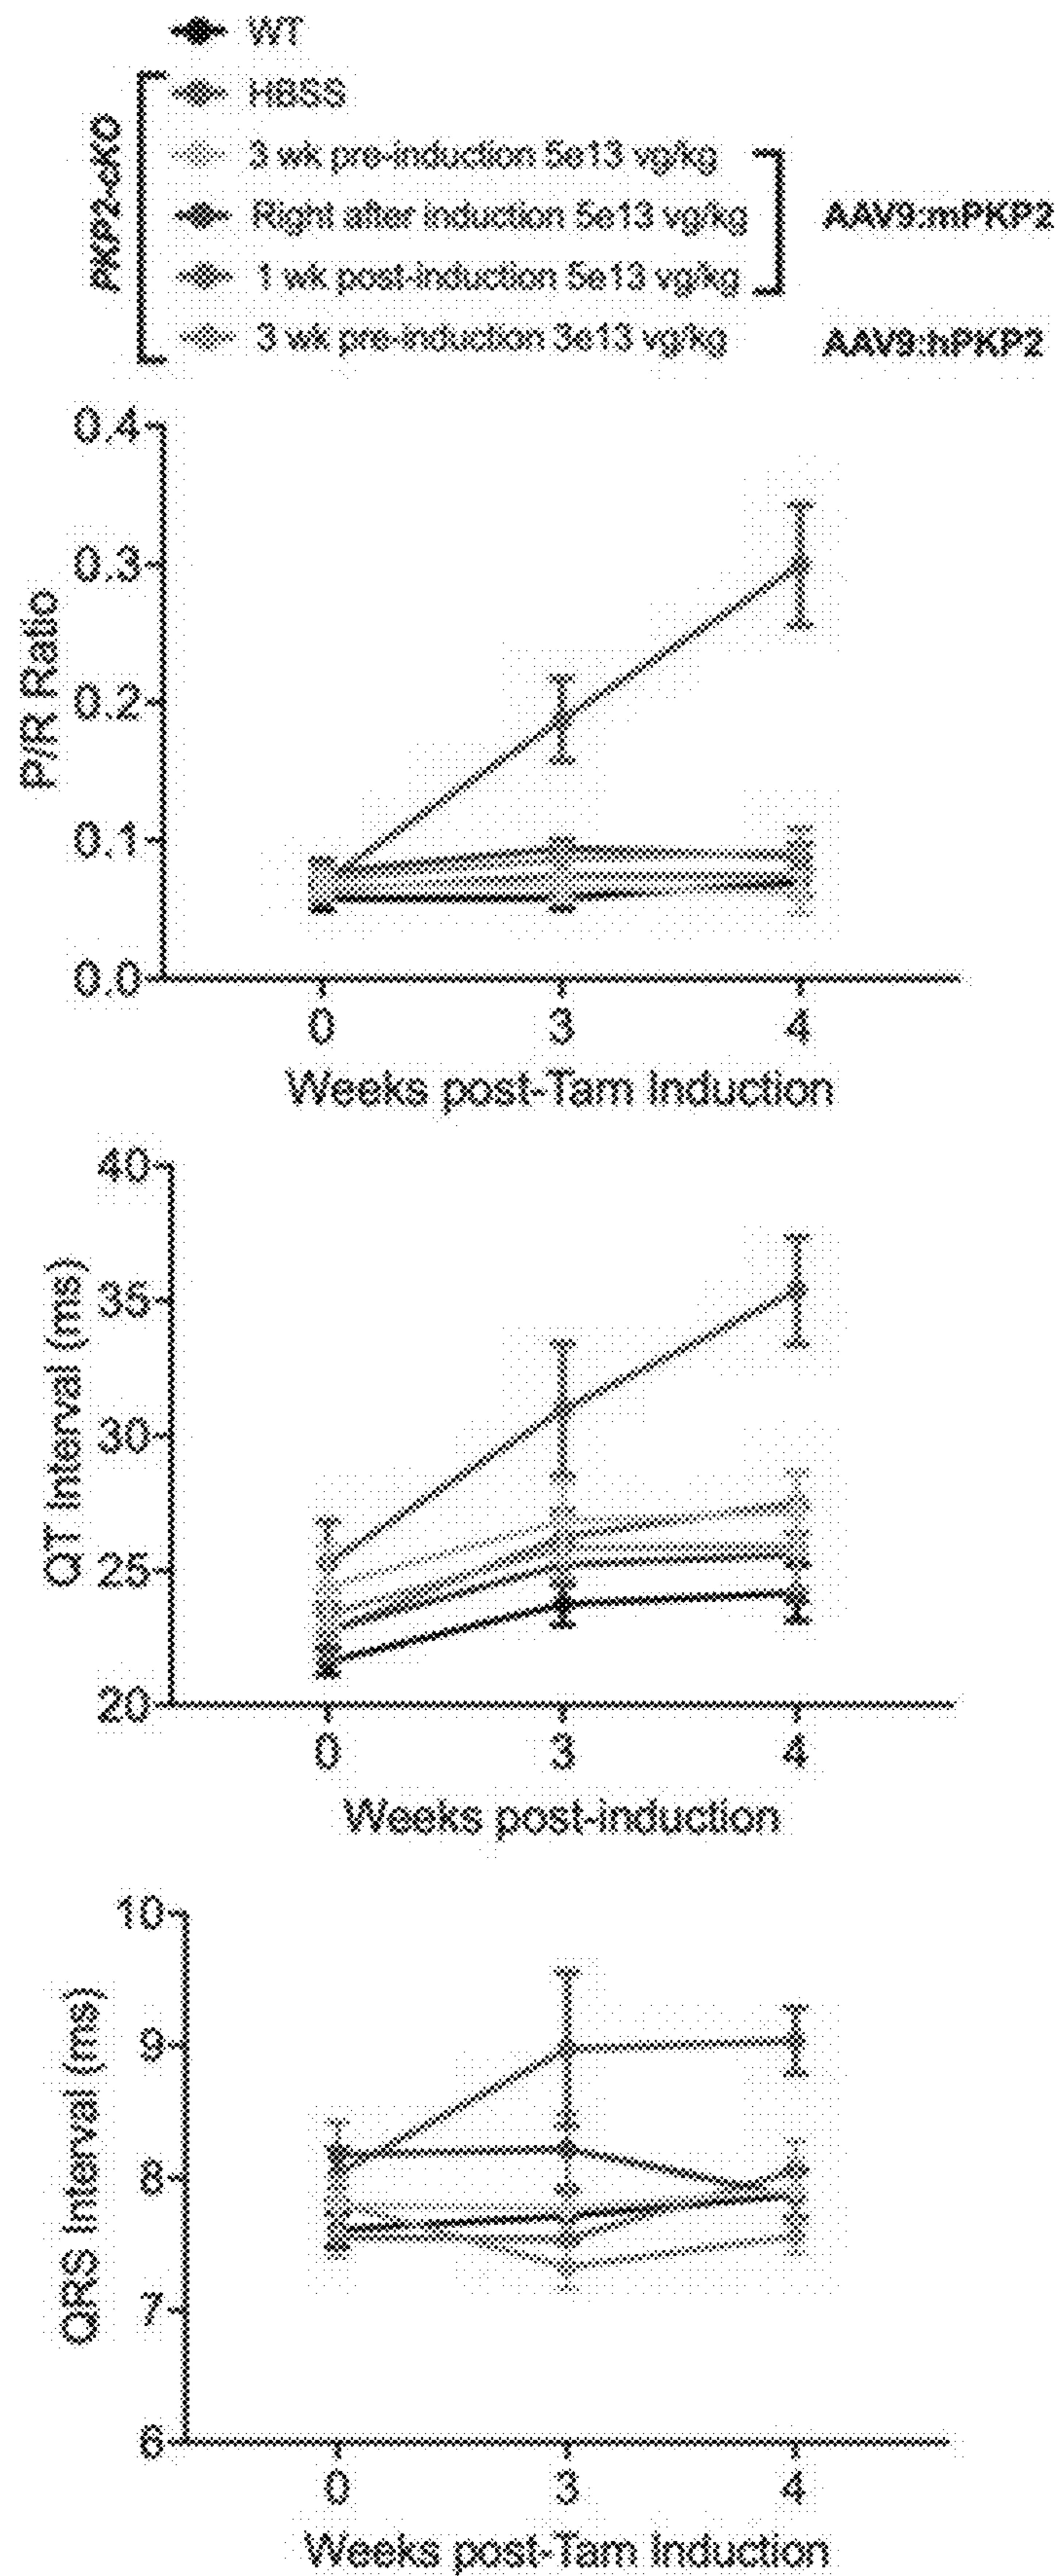 WT
HBSS
3 wk pre-induction 5e13 vg/kg
Right after induction 5e13 vg/kg
1 wk post-induction 5e13 vg/kg
3 wk pre-induction 3e13 vg/kg
PKP2-cKO
AAV9:mPKP2
AAV9:hPKP2
0.4
0.3
0.2
0.1
0.0
P/R Ratio
0 3 4
Weeks post-Tam Induction
40
35
30
25
20
QT Interval (ms)
0 3 4
Weeks post-induction
10
9
8
7
6
QRS Interval (ms)
0 3 4
Weeks post-Tam induction